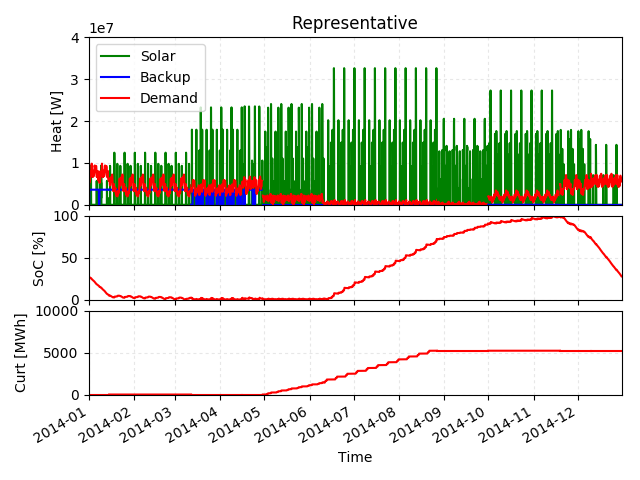 Representative
1e7
Heat [W]
4
3
2
1
0
Solar
Backup
Demand
SoC [%]
100
50
0
Curt [MWh]
10000
5000
0
2014-01
2014-02
2014-03
2014-04
2014-05
2014-06
2014-07
2014-08
2014-09
2014-10
2014-11
2014-12
Time